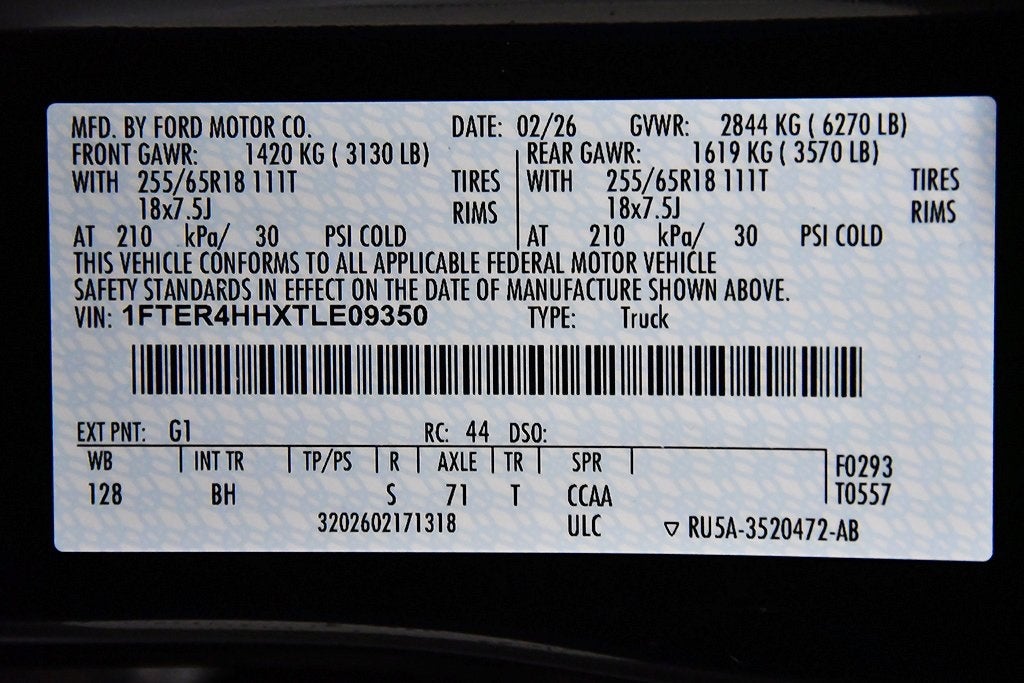 MFD. BY FORD MOTOR CO. DATE: 02/26 GVWR: 2844 KG ( 6270 LB)
FRONT GAWR: 1420 KG ( 3130 LB) REAR GAWR: 1619 KG ( 3570 LB)
WITH 255/65R18 111T TIRES WITH 255/65R18 111T TIRES
18x7.5J RIMS 18x7.5J RIMS
AT 210 kPa/ 30 PSI COLD AT 210 kPa/ 30 PSI COLD
THIS VEHICLE CONFORMS TO ALL APPLICABLE FEDERAL MOTOR VEHICLE
SAFETY STANDARDS IN EFFECT ON THE DATE OF MANUFACTURE SHOWN ABOVE.
VIN: 1FTER4HHXTLE09350 TYPE: Truck
EXT PNT: G1 RC: 44 DSO:
WB INT TR TP/PS R AXLE TR SPR F0293
128 BH S 71 T CCAA T0557
3202602171318 ULC ▽ RU5A-3520472-AB